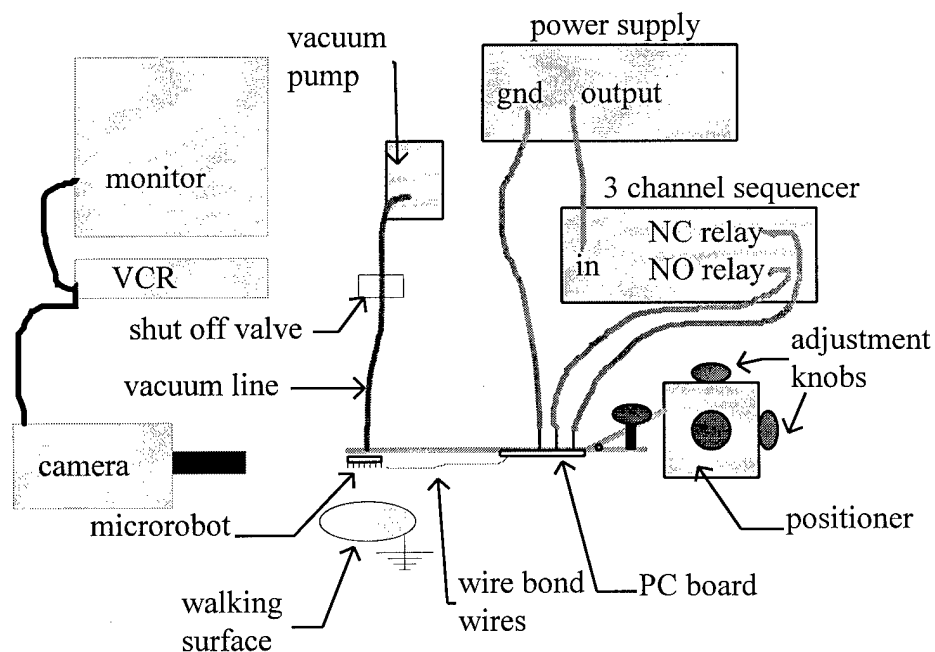 vacuum
pump
power supply
gnd output
monitor
3 channel sequencer
NC relay
NO relay
in
VCR
shut off valve
adjustment
knobs
vacuum line
camera
microrobot
positioner
walking
surface
wire bond
wires
PC board